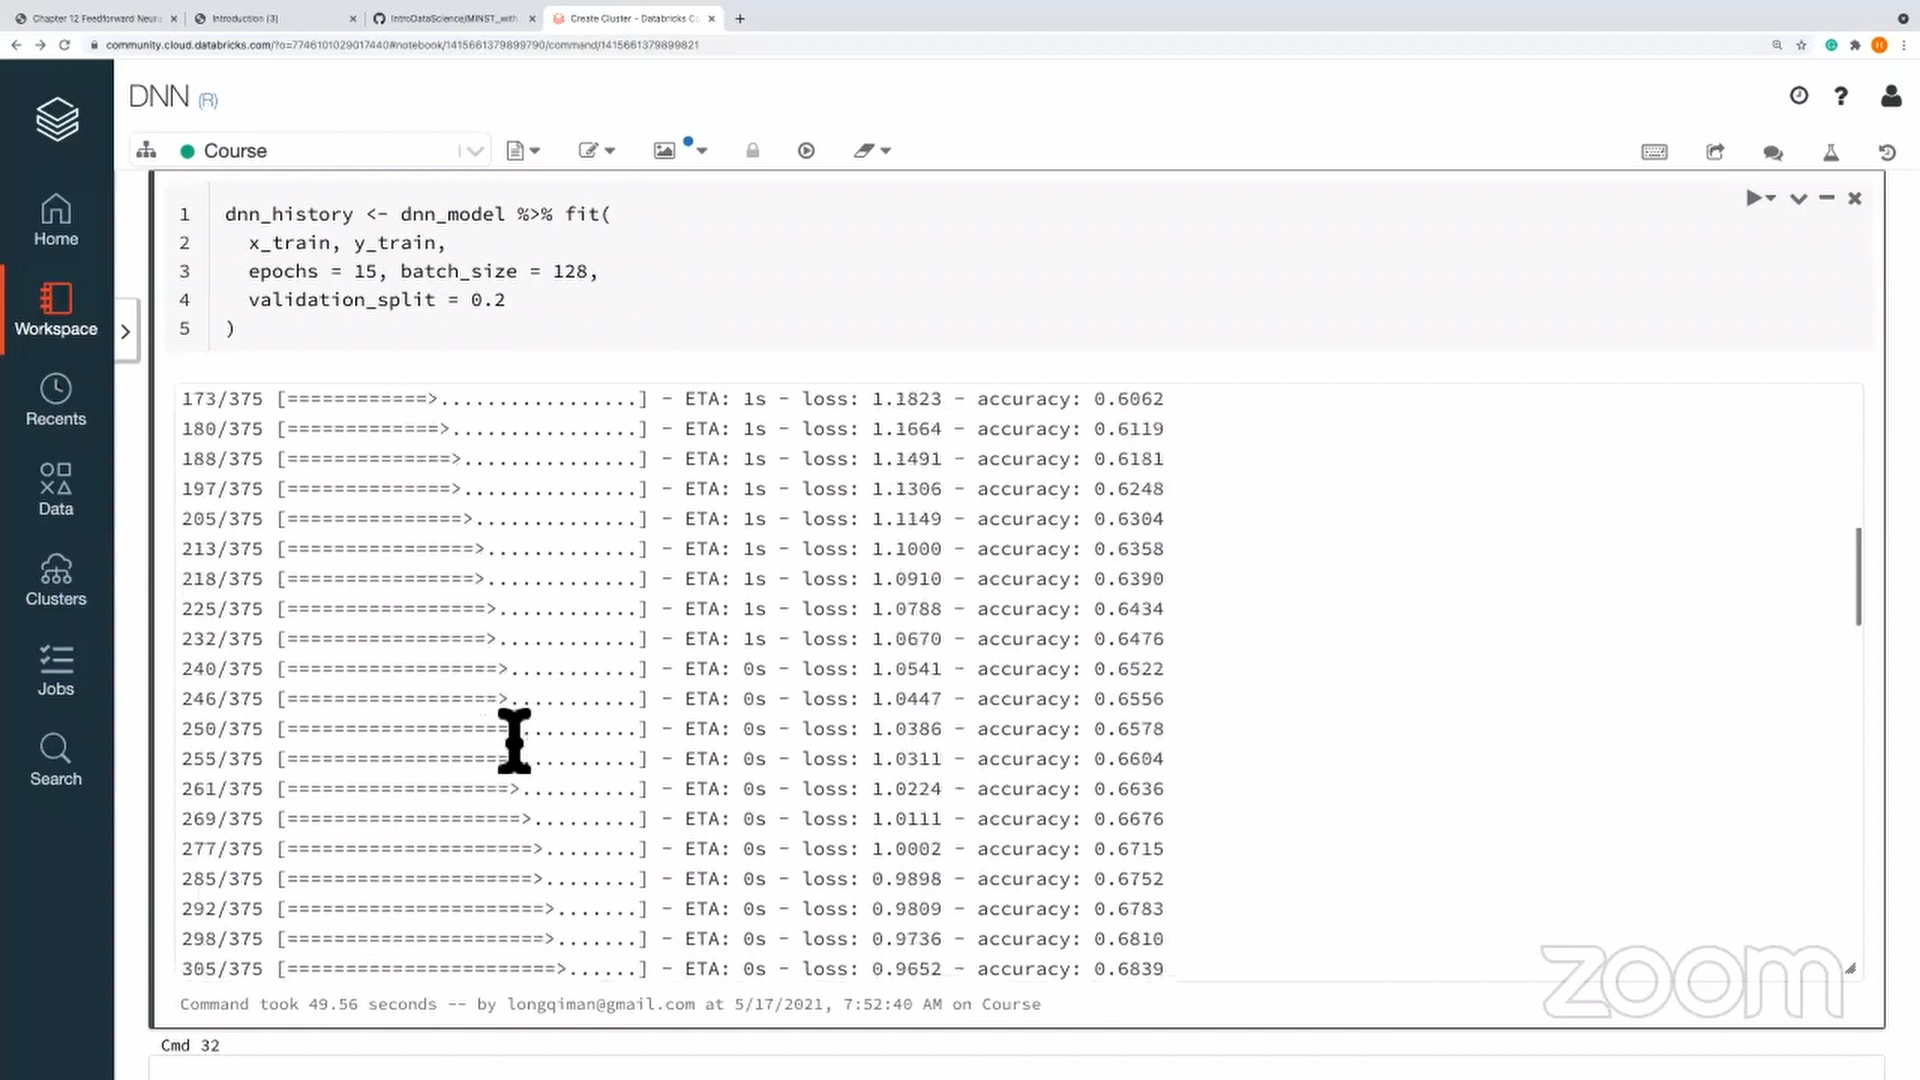 Chapter 12 Feedforward Neur
Introduction (3)
IntroDataScience/MINST_with
Create Cluster - Databricks Co
community.cloud.databricks.com/?o=7746101029017440#notebook/1415661379899790/command/1415661379899821
DNN (R)
Course
Home
Workspace
Recents
Data
Clusters
Jobs
Search
1 dnn_history <- dnn_model %>% fit(
2 x_train, y_train,
3 epochs = 15, batch_size = 128,
4 validation_split = 0.2
5 )
173/375 [============>.................] - ETA: 1s - loss: 1.1823 - accuracy: 0.6062
180/375 [=============>................] - ETA: 1s - loss: 1.1664 - accuracy: 0.6119
188/375 [==============>...............] - ETA: 1s - loss: 1.1491 - accuracy: 0.6181
197/375 [==============>...............] - ETA: 1s - loss: 1.1306 - accuracy: 0.6248
205/375 [===============>..............] - ETA: 1s - loss: 1.1149 - accuracy: 0.6304
213/375 [================>.............] - ETA: 1s - loss: 1.1000 - accuracy: 0.6358
218/375 [================>.............] - ETA: 1s - loss: 1.0910 - accuracy: 0.6390
225/375 [=================>............] - ETA: 1s - loss: 1.0788 - accuracy: 0.6434
232/375 [=================>............] - ETA: 1s - loss: 1.0670 - accuracy: 0.6476
240/375 [==================>...........] - ETA: 0s - loss: 1.0541 - accuracy: 0.6522
246/375 [==================>...........] - ETA: 0s - loss: 1.0447 - accuracy: 0.6556
250/375 [===================..........] - ETA: 0s - loss: 1.0386 - accuracy: 0.6578
255/375 [===================..........] - ETA: 0s - loss: 1.0311 - accuracy: 0.6604
261/375 [===================>..........] - ETA: 0s - loss: 1.0224 - accuracy: 0.6636
269/375 [====================>.........] - ETA: 0s - loss: 1.0111 - accuracy: 0.6676
277/375 [=====================>........] - ETA: 0s - loss: 1.0002 - accuracy: 0.6715
285/375 [=====================>........] - ETA: 0s - loss: 0.9898 - accuracy: 0.6752
292/375 [======================>.......] - ETA: 0s - loss: 0.9809 - accuracy: 0.6783
298/375 [======================>.......] - ETA: 0s - loss: 0.9736 - accuracy: 0.6810
305/375 [=======================>......] - ETA: 0s - loss: 0.9652 - accuracy: 0.6839
Command took 49.56 seconds -- by longqiman@gmail.com at 5/17/2021, 7:52:40 AM on Course
zoom
Cmd 32